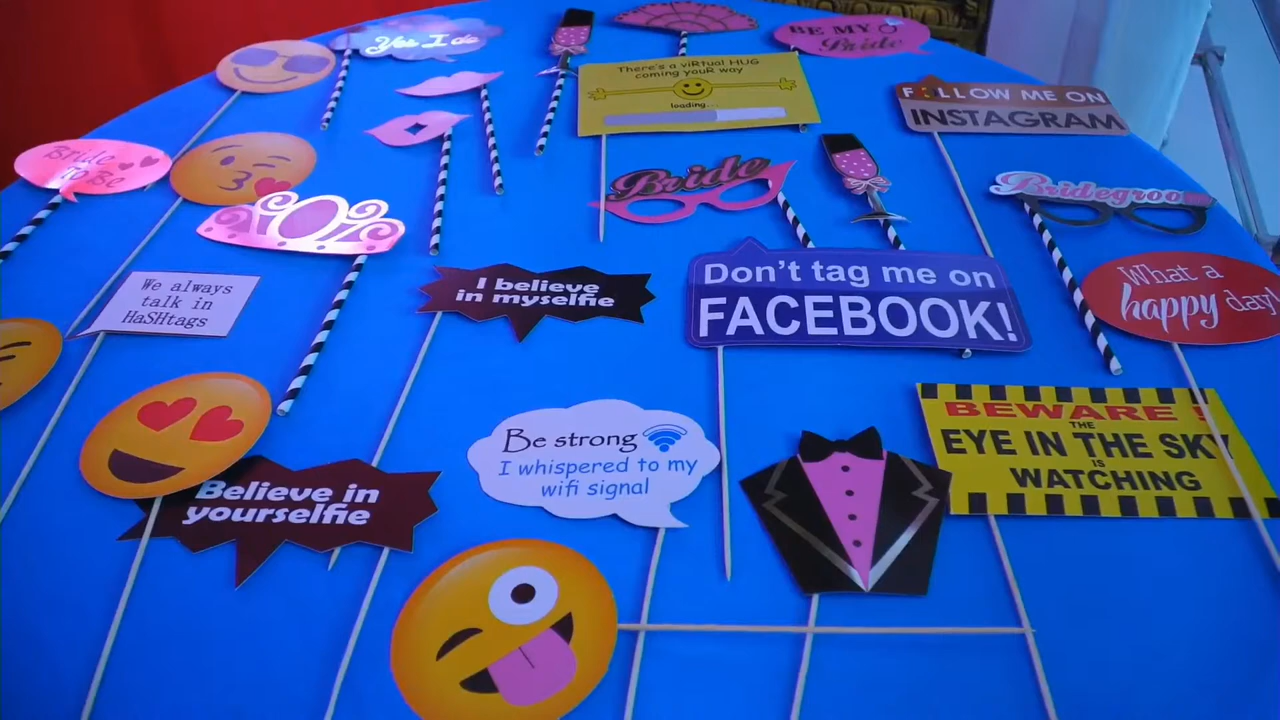 Yes I do
BE MY
Bride
There's a viRtual HUG
coming youR way
loading...
FOLLOW ME ON
INSTAGRAM
Bride
To Be
Bride
Bridegroom
We always
talk in
HaSHtags
I believe
in myselfie
Don't tag me on
FACEBOOK!
What a
happy day!
BEWARE !
THE
EYE IN THE SKY
IS
WATCHING
Be strong
I whispered to my
wifi signal
Believe in
yourselfie